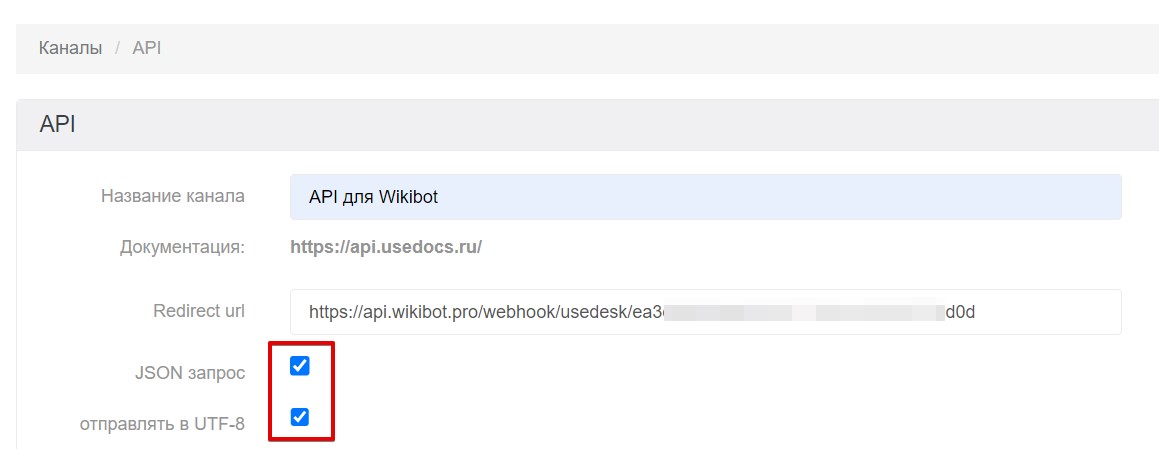 Каналы / API
API
Название канала API для Wikibot
Документация: https://api.usedocs.ru/
Redirect url https://api.wikibot.pro/webhook/usedesk/ea3 d0d
JSON запрос
отправлять в UTF-8